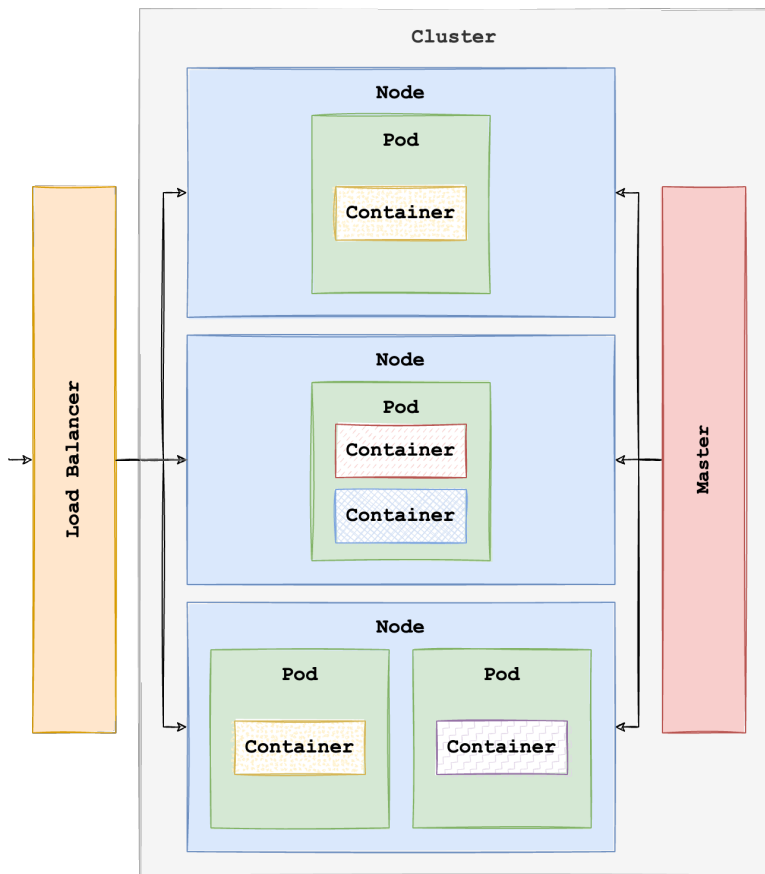 Cluster
Node
Pod
Container
Load Balancer
Node
Pod
Container
Container
Master
Node
Pod
Pod
Container
Container